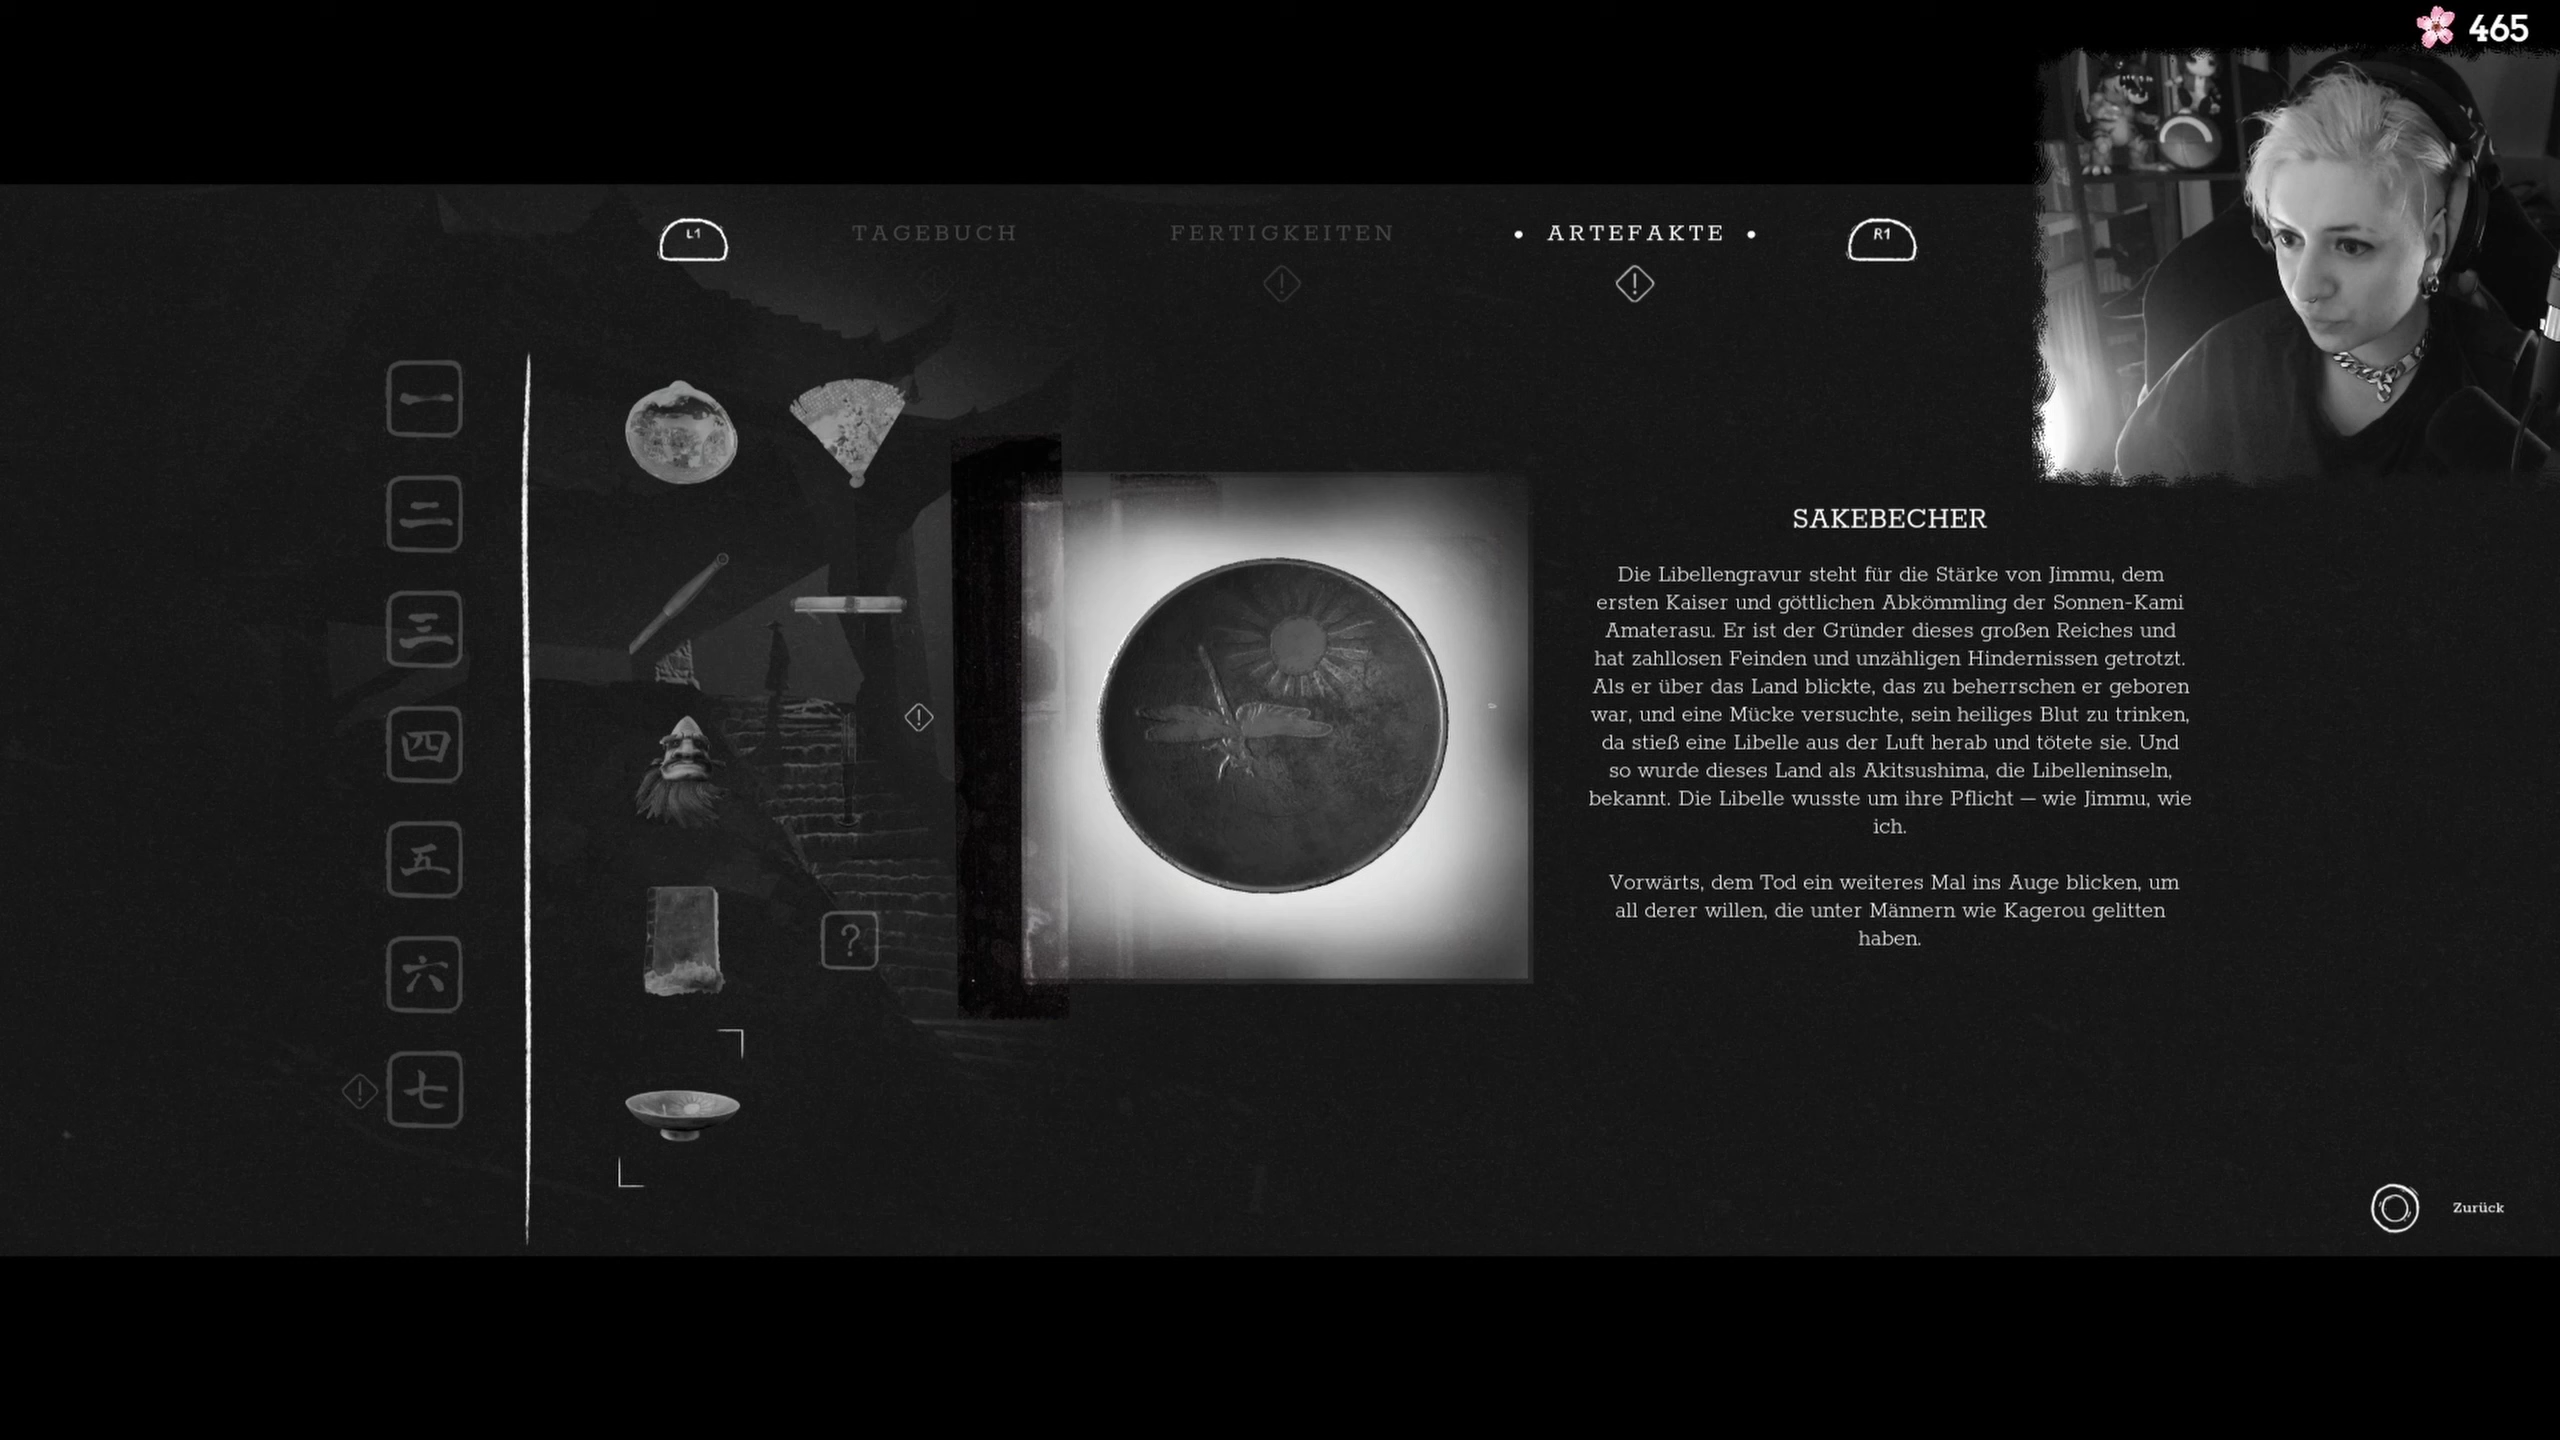 465
L1
TAGEBUCH
FERTIGKEITEN
• ARTEFAKTE •
R1
一
二
三
四
五
六
七
?
SAKEBECHER
Die Libellengravur steht für die Stärke von Jimmu, dem
ersten Kaiser und göttlichen Abkömmling der Sonnen-Kami
Amaterasu. Er ist der Gründer dieses großen Reiches und
hat zahllosen Feinden und unzähligen Hindernissen getrotzt.
Als er über das Land blickte, das zu beherrschen er geboren
war, und eine Mücke versuchte, sein heiliges Blut zu trinken,
da stieß eine Libelle aus der Luft herab und tötete sie. Und
so wurde dieses Land als Akitsushima, die Libelleninseln,
bekannt. Die Libelle wusste um ihre Pflicht — wie Jimmu, wie
ich.
Vorwärts, dem Tod ein weiteres Mal ins Auge blicken, um
all derer willen, die unter Männern wie Kagerou gelitten
haben.
Zurück